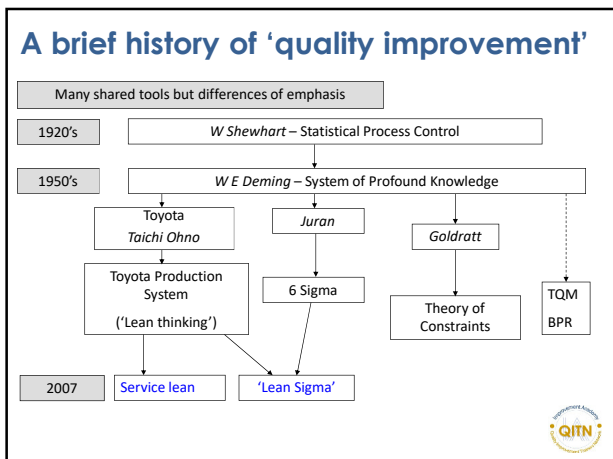 A brief history of ‘quality improvement’
Many shared tools but differences of emphasis
1920’s
W Shewhart – Statistical Process Control
1950’s
W E Deming – System of Profound Knowledge
Toyota
Taichi Ohno
Juran
Goldratt
Toyota Production
System
(‘Lean thinking’)
6 Sigma
Theory of
Constraints
TQM
BPR
2007
Service lean
‘Lean Sigma’
Improvement Academy
QITN